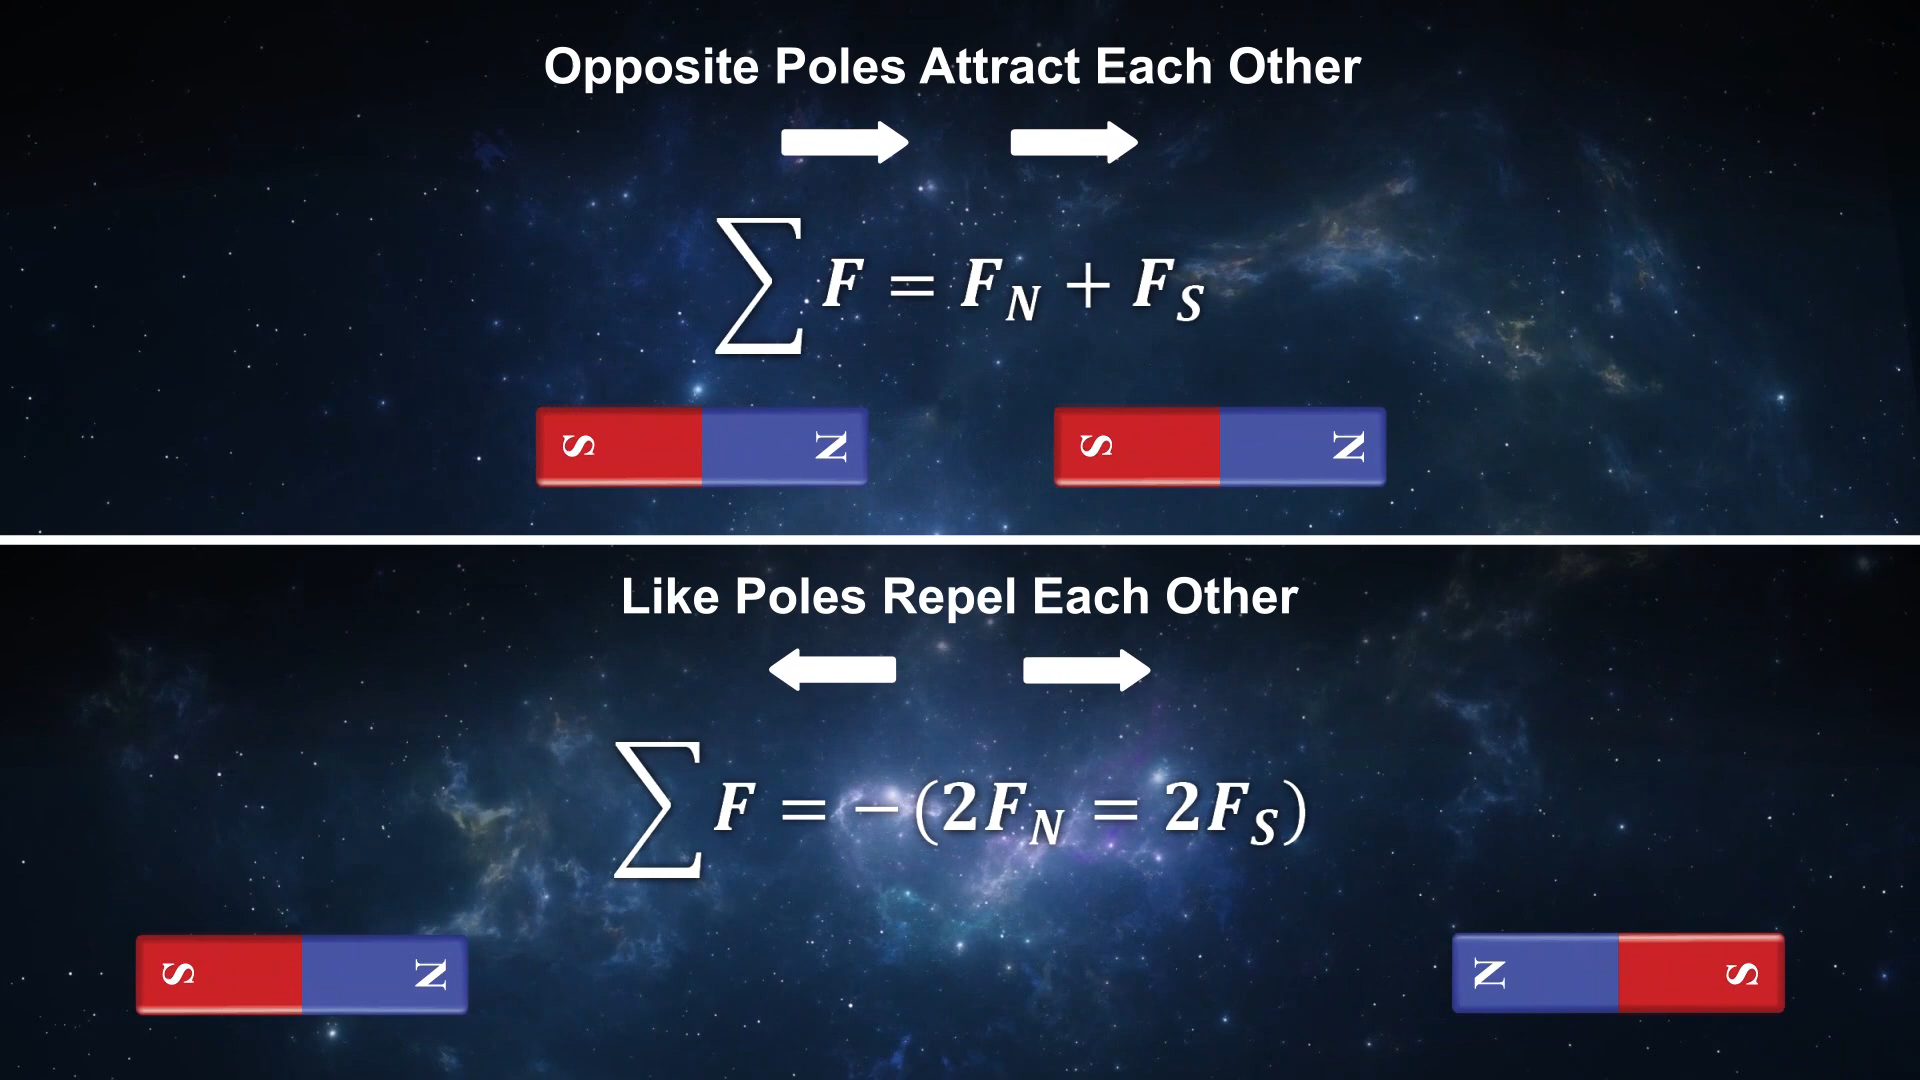 Opposite Poles Attract Each Other
∑ F = F_N + F_S
S N S N
Like Poles Repel Each Other
∑ F = −(2F_N = 2F_S)
S N N S